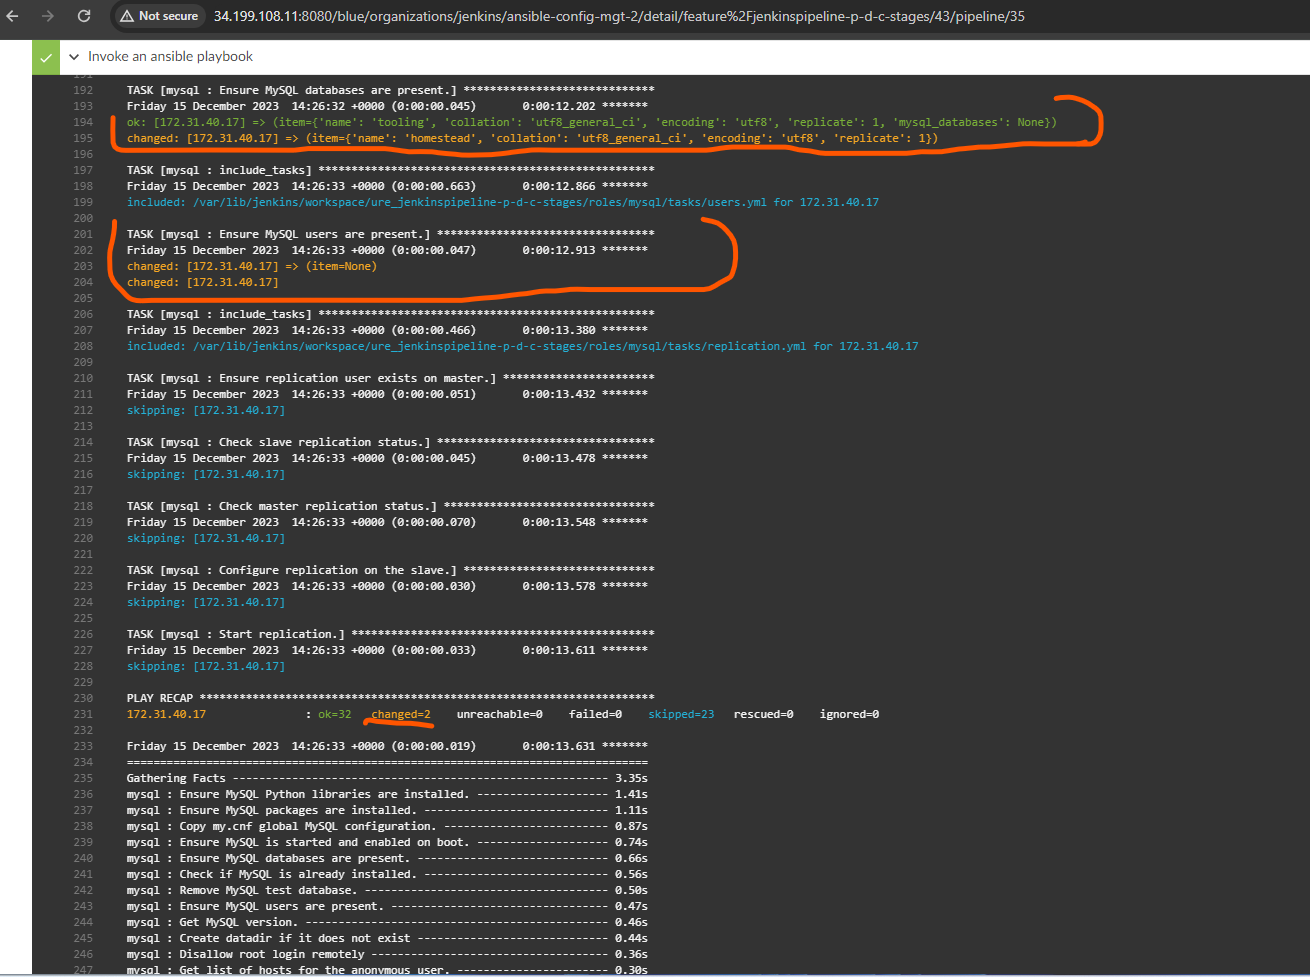 Not secure 34.199.108.11:8080/blue/organizations/jenkins/ansible-config-mgt-2/detail/feature%2Fjenkinspipeline-p-d-c-stages/43/pipeline/35
Invoke an ansible playbook
191
192 TASK [mysql : Ensure MySQL databases are present.] *****************************
193 Friday 15 December 2023  14:26:32 +0000 (0:00:00.045)       0:00:12.202 *******
194 ok: [172.31.40.17] => (item={'name': 'tooling', 'collation': 'utf8_general_ci', 'encoding': 'utf8', 'replicate': 1, 'mysql_databases': None})
195 changed: [172.31.40.17] => (item={'name': 'homestead', 'collation': 'utf8_general_ci', 'encoding': 'utf8', 'replicate': 1})
196
197 TASK [mysql : include_tasks] ***************************************************
198 Friday 15 December 2023  14:26:33 +0000 (0:00:00.663)       0:00:12.866 *******
199 included: /var/lib/jenkins/workspace/ure_jenkinspipeline-p-d-c-stages/roles/mysql/tasks/users.yml for 172.31.40.17
200
201 TASK [mysql : Ensure MySQL users are present.] *********************************
202 Friday 15 December 2023  14:26:33 +0000 (0:00:00.047)       0:00:12.913 *******
203 changed: [172.31.40.17] => (item=None)
204 changed: [172.31.40.17]
205
206 TASK [mysql : include_tasks] ***************************************************
207 Friday 15 December 2023  14:26:33 +0000 (0:00:00.466)       0:00:13.380 *******
208 included: /var/lib/jenkins/workspace/ure_jenkinspipeline-p-d-c-stages/roles/mysql/tasks/replication.yml for 172.31.40.17
209
210 TASK [mysql : Ensure replication user exists on master.] ***********************
211 Friday 15 December 2023  14:26:33 +0000 (0:00:00.051)       0:00:13.432 *******
212 skipping: [172.31.40.17]
213
214 TASK [mysql : Check slave replication status.] *********************************
215 Friday 15 December 2023  14:26:33 +0000 (0:00:00.045)       0:00:13.478 *******
216 skipping: [172.31.40.17]
217
218 TASK [mysql : Check master replication status.] ********************************
219 Friday 15 December 2023  14:26:33 +0000 (0:00:00.070)       0:00:13.548 *******
220 skipping: [172.31.40.17]
221
222 TASK [mysql : Configure replication on the slave.] *****************************
223 Friday 15 December 2023  14:26:33 +0000 (0:00:00.030)       0:00:13.578 *******
224 skipping: [172.31.40.17]
225
226 TASK [mysql : Start replication.] **********************************************
227 Friday 15 December 2023  14:26:33 +0000 (0:00:00.033)       0:00:13.611 *******
228 skipping: [172.31.40.17]
229
230 PLAY RECAP *********************************************************************
231 172.31.40.17               : ok=32   changed=2    unreachable=0    failed=0    skipped=23   rescued=0    ignored=0
232
233 Friday 15 December 2023  14:26:33 +0000 (0:00:00.019)       0:00:13.631 *******
234 ===============================================================================
235 Gathering Facts --------------------------------------------------------- 3.35s
236 mysql : Ensure MySQL Python libraries are installed. -------------------- 1.41s
237 mysql : Ensure MySQL packages are installed. ---------------------------- 1.11s
238 mysql : Copy my.cnf global MySQL configuration. ------------------------- 0.87s
239 mysql : Ensure MySQL is started and enabled on boot. -------------------- 0.74s
240 mysql : Ensure MySQL databases are present. ----------------------------- 0.66s
241 mysql : Check if MySQL is already installed. ---------------------------- 0.56s
242 mysql : Remove MySQL test database. ------------------------------------- 0.50s
243 mysql : Ensure MySQL users are present. --------------------------------- 0.47s
244 mysql : Get MySQL version. ---------------------------------------------- 0.46s
245 mysql : Create datadir if it does not exist ----------------------------- 0.44s
246 mysql : Disallow root login remotely ------------------------------------ 0.36s
247 mysql : Get list of hosts for the anonymous user. ----------------------- 0.30s